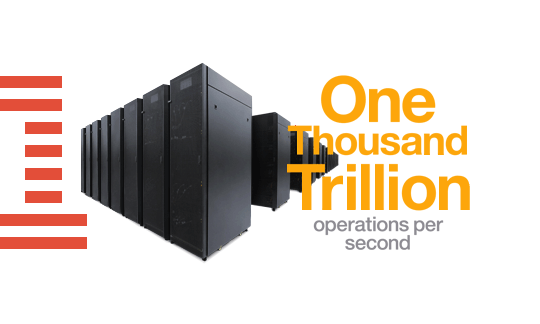 One
Thousand
Trillion
operations per
second